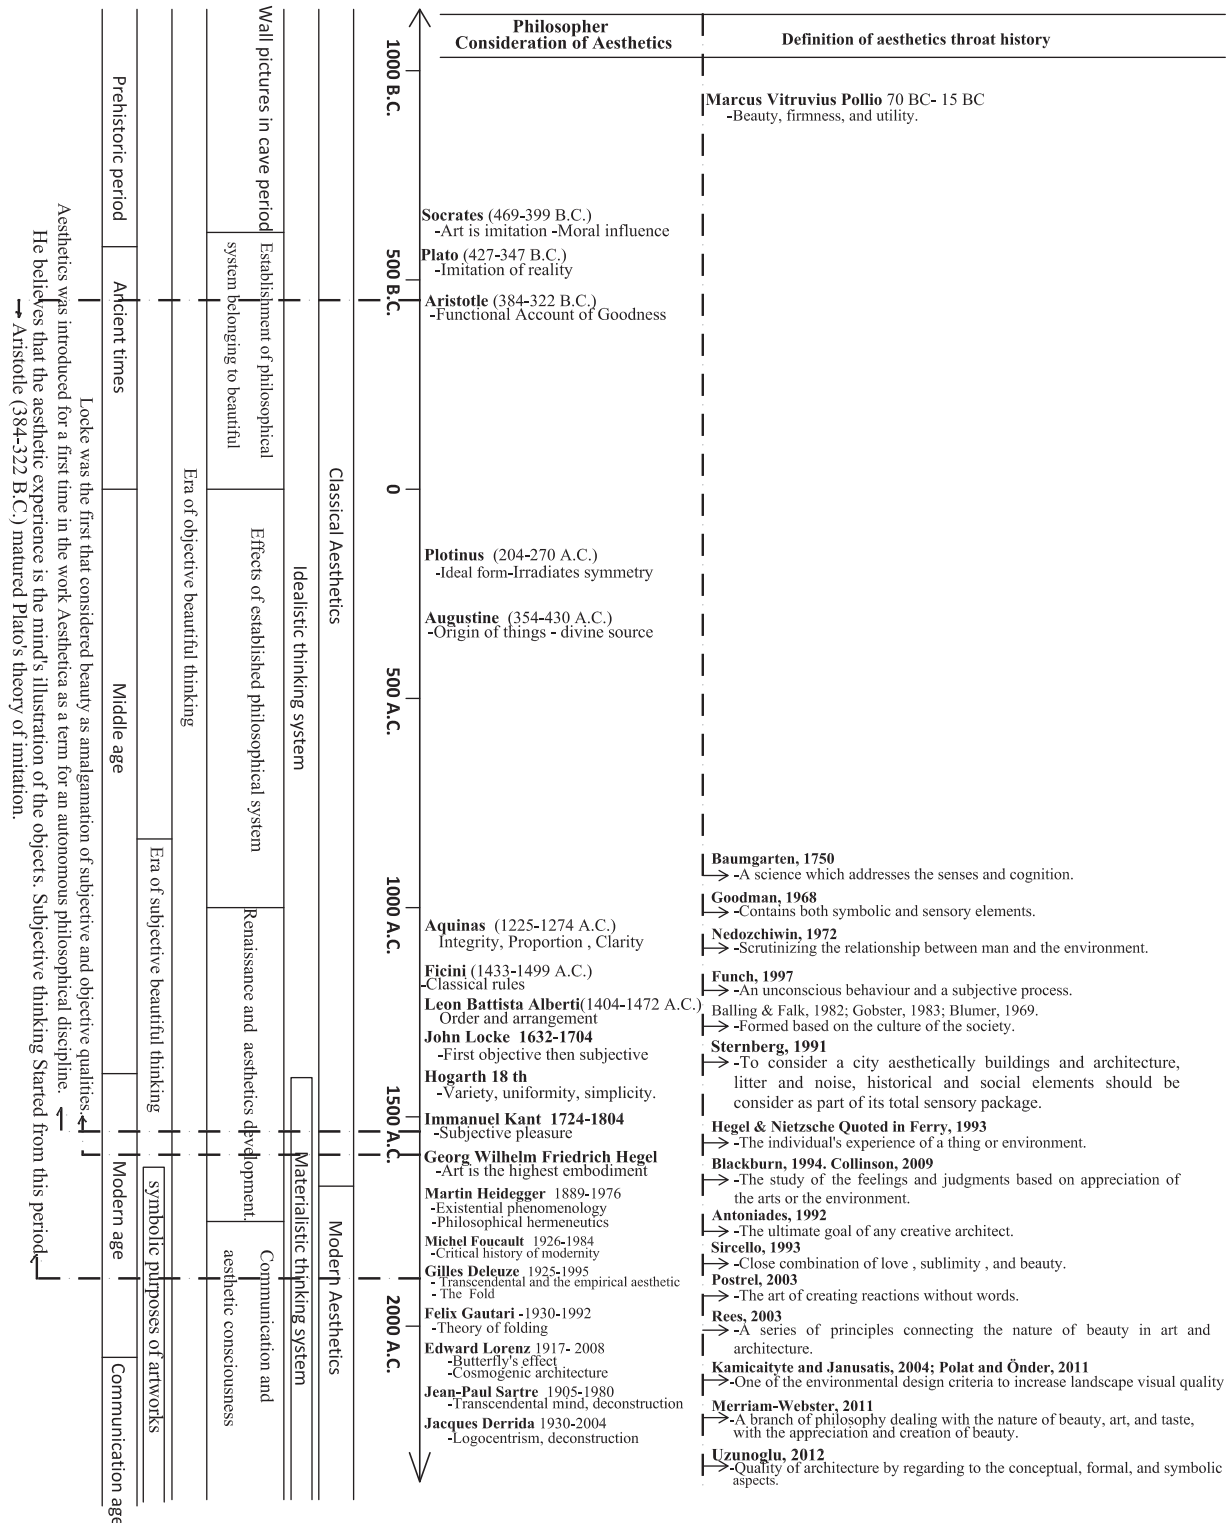 Philosopher
Consideration of Aesthetics
Definition of aesthetics throat history
1000 B.C.
500 B.C.
0
500 A.C.
1000 A.C.
1500 A.C.
2000 A.C.
Classical Aesthetics
Modern Aesthetics
Idealistic thinking system
Materialistic thinking system
Wall pictures in cave period
Establishment of philosophical
system belonging to beautiful
Effects of established philosophical system
Renaissance and aesthetics development.
Communication and
aesthetic consciousness
Era of objective beautiful thinking
Era of subjective beautiful thinking
symbolic purposes of artworks
Prehistoric period
Ancient times
Middle age
Modern age
Communication age
Locke was the first that considered beauty as amalgamation of subjective and objective qualities.
Aesthetics was introduced for a first time in the work Aesthetica as a term for an autonomous philosophical discipline.
He believes that the aesthetic experience is the mind's illustration of the objects. Subjective thinking Started from this period
Aristotle (384-322 B.C.) matured Plato's theory of imitation.
Socrates (469-399 B.C.)
-Art is imitation -Moral influence
Plato (427-347 B.C.)
-Imitation of reality
Aristotle (384-322 B.C.)
-Functional Account of Goodness
Plotinus (204-270 A.C.)
-Ideal form-Irradiates symmetry
Augustine (354-430 A.C.)
-Origin of things - divine source
Aquinas (1225-1274 A.C.)
Integrity, Proportion , Clarity
Ficini (1433-1499 A.C.)
-Classical rules
Leon Battista Alberti(1404-1472 A.C.)
Order and arrangement
John Locke 1632-1704
-First objective then subjective
Hogarth 18 th
-Variety, uniformity, simplicity.
Immanuel Kant 1724-1804
-Subjective pleasure
Georg Wilhelm Friedrich Hegel
-Art is the highest embodiment
Martin Heidegger 1889-1976
-Existential phenomenology
-Philosophical hermeneutics
Michel Foucault 1926-1984
-Critical history of modernity
Gilles Deleuze 1925-1995
- Transcendental and the empirical aesthetic
- The Fold
Felix Gautari -1930-1992
-Theory of folding
Edward Lorenz 1917- 2008
-Butterfly's effect
-Cosmogenic architecture
Jean-Paul Sartre 1905-1980
-Transcendental mind, deconstruction
Jacques Derrida 1930-2004
-Logocentrism, deconstruction
Marcus Vitruvius Pollio 70 BC- 15 BC
-Beauty, firmness, and utility.
Baumgarten, 1750
-A science which addresses the senses and cognition.
Goodman, 1968
-Contains both symbolic and sensory elements.
Nedozchiwin, 1972
-Scrutinizing the relationship between man and the environment.
Funch, 1997
-An unconscious behaviour and a subjective process.
Balling & Falk, 1982; Gobster, 1983; Blumer, 1969.
-Formed based on the culture of the society.
Sternberg, 1991
-To consider a city aesthetically buildings and architecture,
litter and noise, historical and social elements should be
consider as part of its total sensory package.
Hegel & Nietzsche Quoted in Ferry, 1993
-The individual's experience of a thing or environment.
Blackburn, 1994. Collinson, 2009
-The study of the feelings and judgments based on appreciation of
the arts or the environment.
Antoniades, 1992
-The ultimate goal of any creative architect.
Sircello, 1993
-Close combination of love , sublimity , and beauty.
Postrel, 2003
-The art of creating reactions without words.
Rees, 2003
-A series of principles connecting the nature of beauty in art and
architecture.
Kamicaityte and Janusatis, 2004; Polat and Önder, 2011
-One of the environmental design criteria to increase landscape visual quality
Merriam-Webster, 2011
-A branch of philosophy dealing with the nature of beauty, art, and taste,
with the appreciation and creation of beauty.
Uzunoglu, 2012
-Quality of architecture by regarding to the conceptual, formal, and symbolic
aspects.